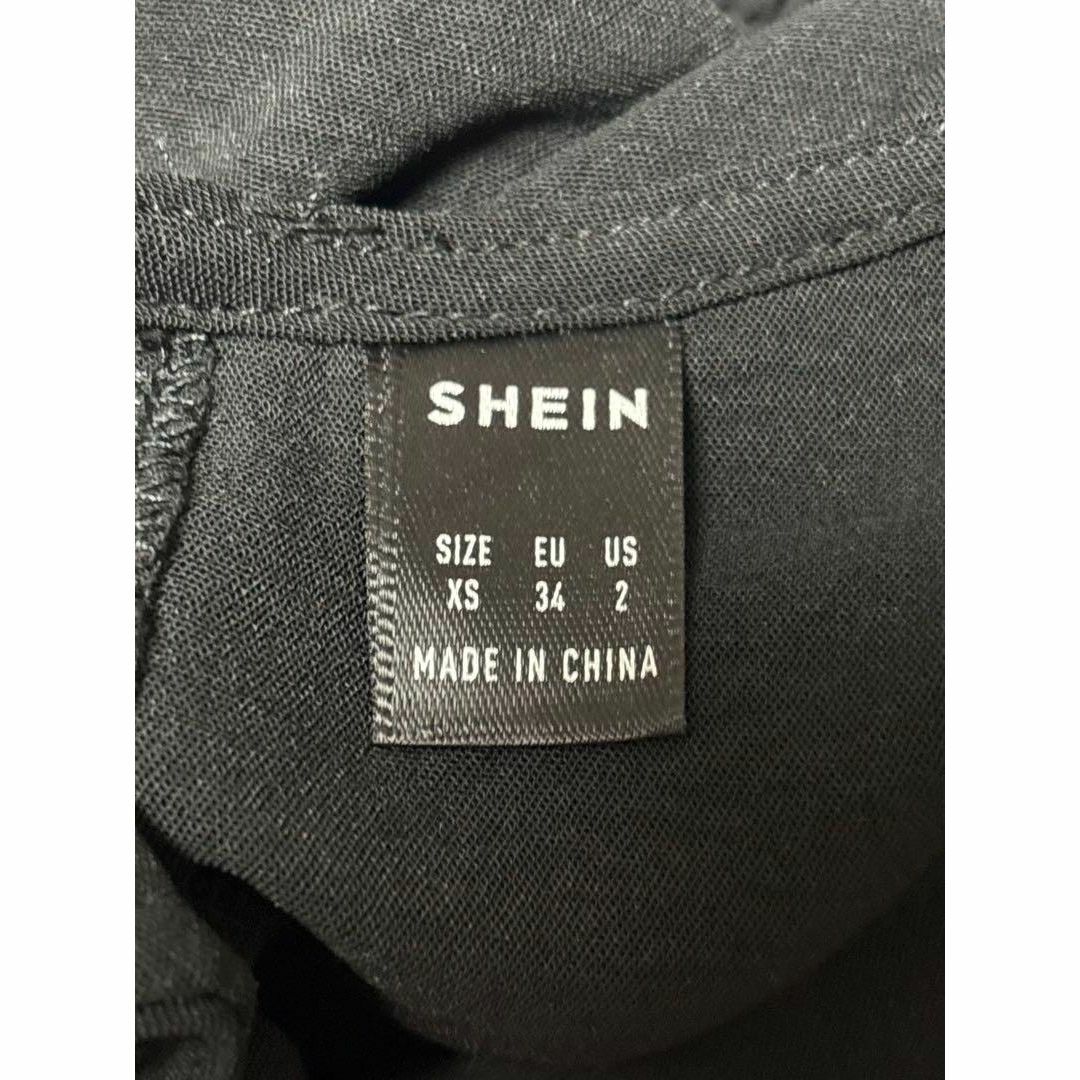 SHEIN
SIZE EU US
XS 34 2
MADE IN CHINA